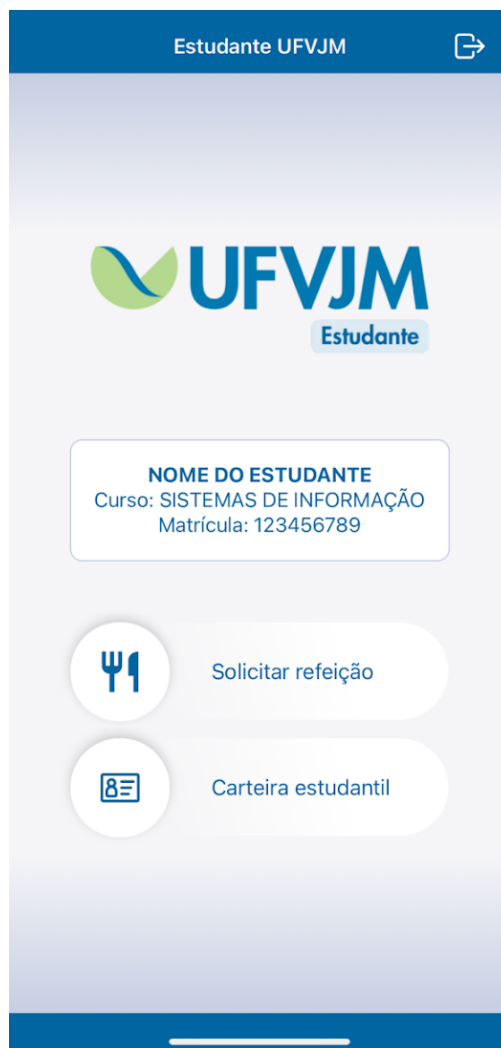 Estudante UFVJM
UFVJM
Estudante
NOME DO ESTUDANTE
Curso: SISTEMAS DE INFORMAÇÃO
Matrícula: 123456789
Solicitar refeição
Carteira estudantil